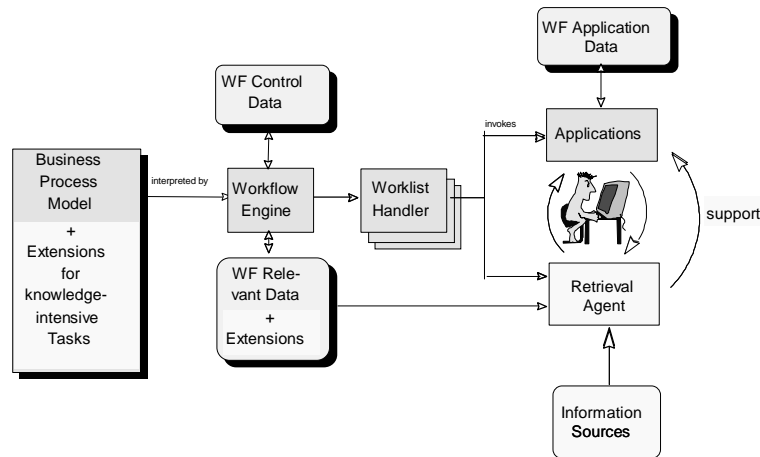 WF Control
Data
WF Application
Data
invokes
Applications
Business
Process
Model
+
Extensions
for
knowledge-
intensive
Tasks
interpreted by
Workflow
Engine
Worklist
Handler
support
WF Rele-
vant Data
+
Extensions
Retrieval
Agent
Information
Sources